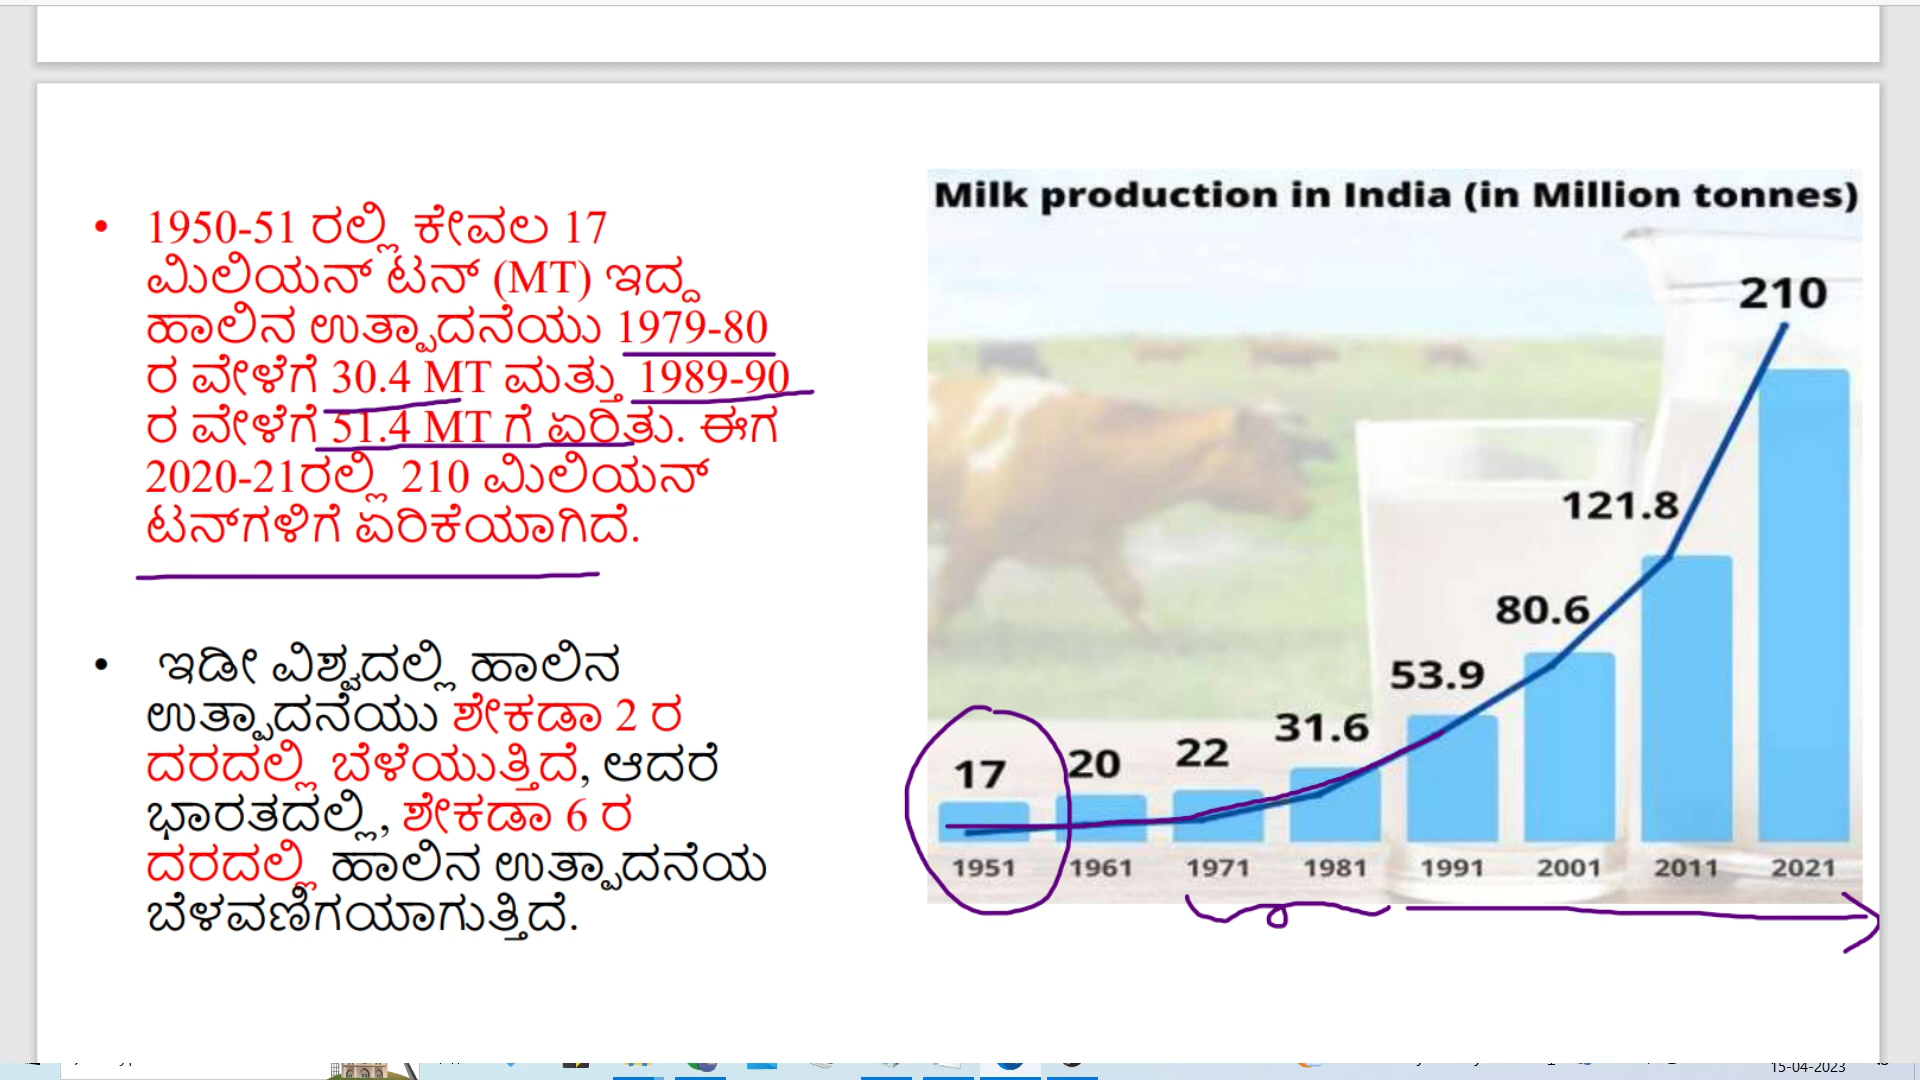 • 1950-51 ರಲ್ಲಿ ಕೇವಲ 17
ಮಿಲಿಯನ್ ಟನ್ (MT) ಇದ್ದ
ಹಾಲಿನ ಉತ್ಪಾದನೆಯು 1979-80
ರ ವೇಳೆಗೆ 30.4 MT ಮತ್ತು 1989-90
ರ ವೇಳೆಗೆ 51.4 MT ಗೆ ಏರಿತು. ಈಗ
2020-21ರಲ್ಲಿ 210 ಮಿಲಿಯನ್
ಟನ್‌ಗಳಿಗೆ ಏರಿಕೆಯಾಗಿದೆ.
• ಇಡೀ ವಿಶ್ವದಲ್ಲಿ ಹಾಲಿನ
ಉತ್ಪಾದನೆಯು ಶೇಕಡಾ 2 ರ
ದರದಲ್ಲಿ ಬೆಳೆಯುತ್ತಿದೆ, ಆದರೆ
ಭಾರತದಲ್ಲಿ, ಶೇಕಡಾ 6 ರ
ದರದಲ್ಲಿ ಹಾಲಿನ ಉತ್ಪಾದನೆಯ
ಬೆಳವಣಿಗೆಯಾಗುತ್ತಿದೆ.
Milk production in India (in Million tonnes)
210
121.8
80.6
53.9
31.6
22
20
17
1951 1961 1971 1981 1991 2001 2011 2021
15-04-2023